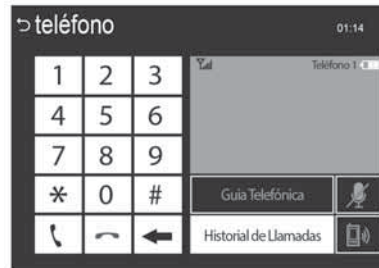 teléfono 01:14
1 2 3
Teléfono 1
4 5 6
7 8 9
* 0 #
Guia Telefónica
Historial de Llamadas